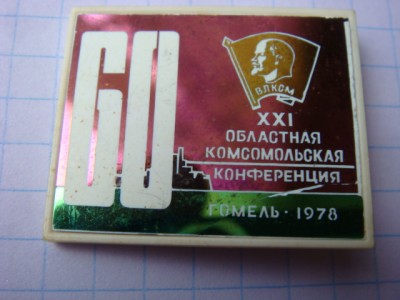 60
ВЛКСМ
XXI
ОБЛАСТНАЯ
КОМСОМОЛЬСКАЯ
КОНФЕРЕНЦИЯ
ГОМЕЛЬ · 1978